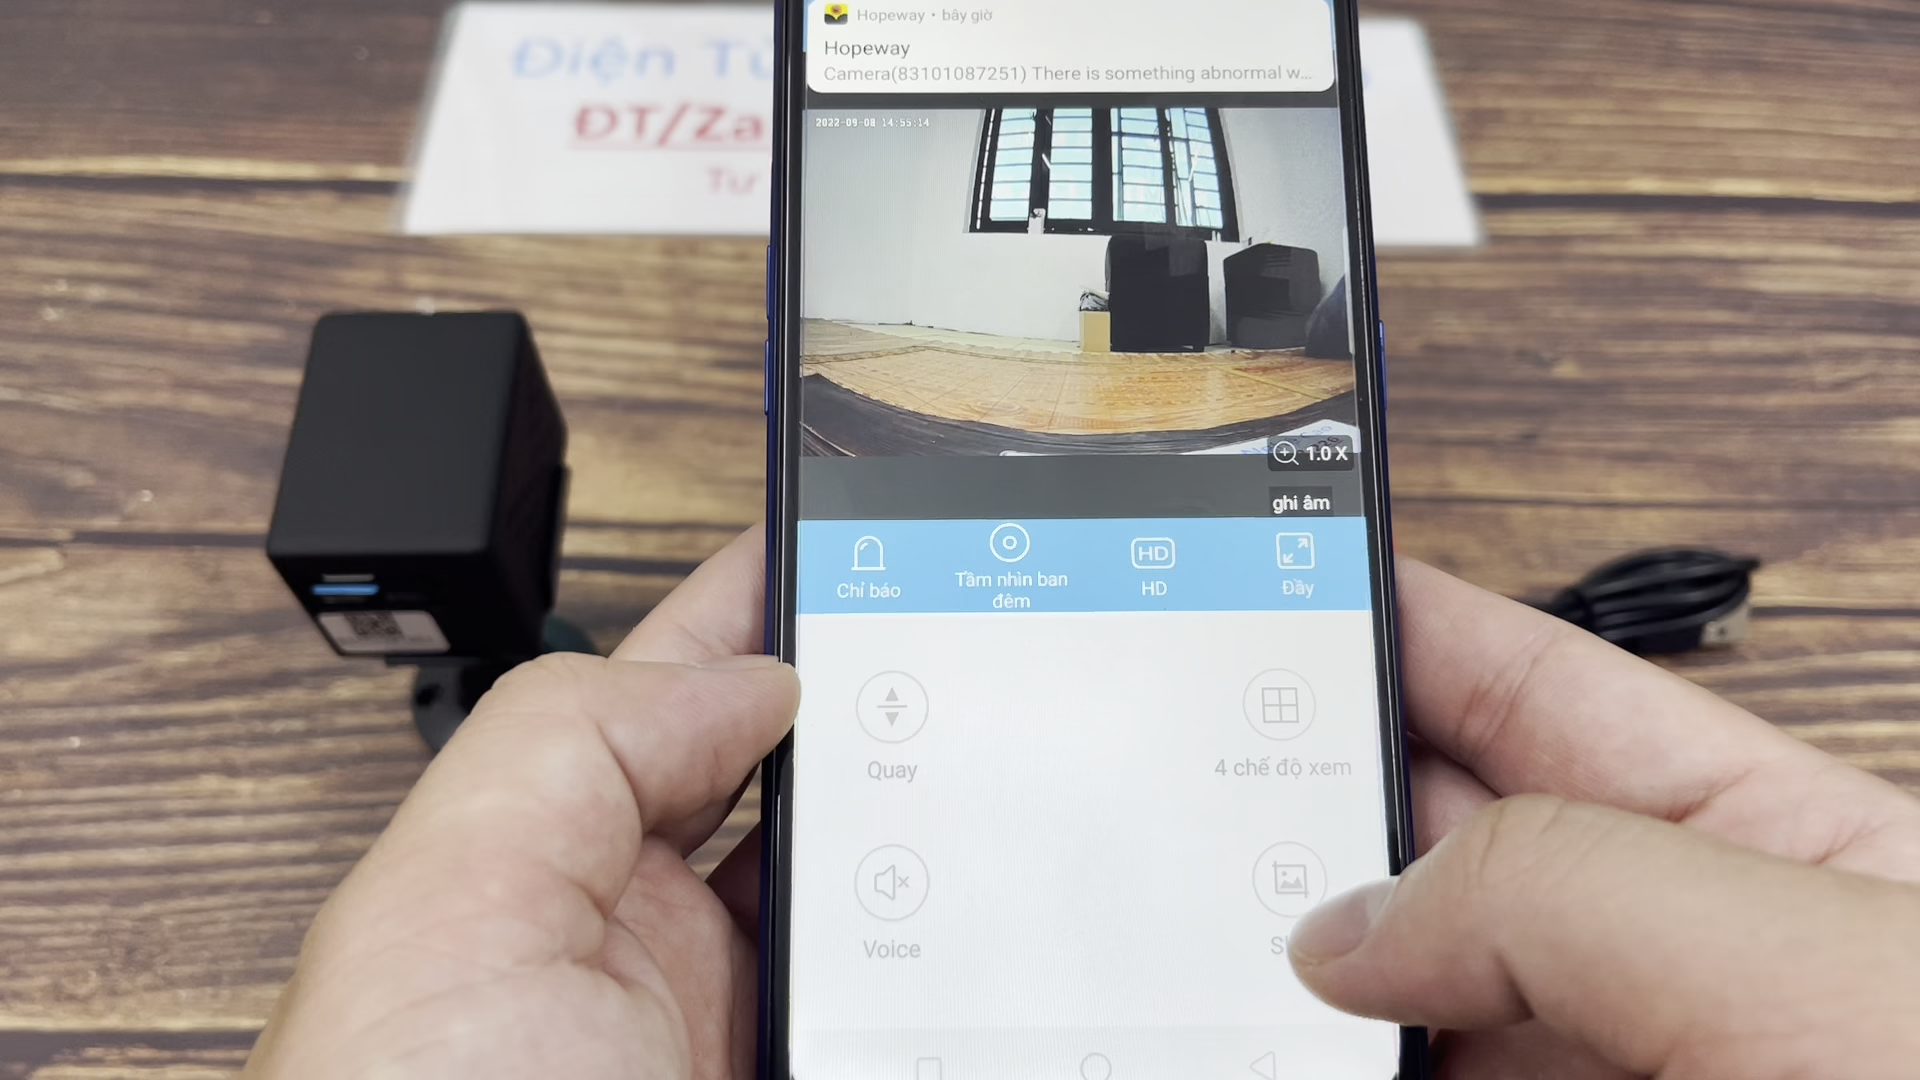 Điện Tử
ĐT/Za
Tư
Hopeway • bây giờ
Hopeway
Camera(83101087251) There is something abnormal w...
2022-09-08 14:55:14
1.0 X
ghi âm
Chỉ báo
Tầm nhìn ban
đêm
HD
HD
Đầy
Quay
4 chế độ xem
Voice